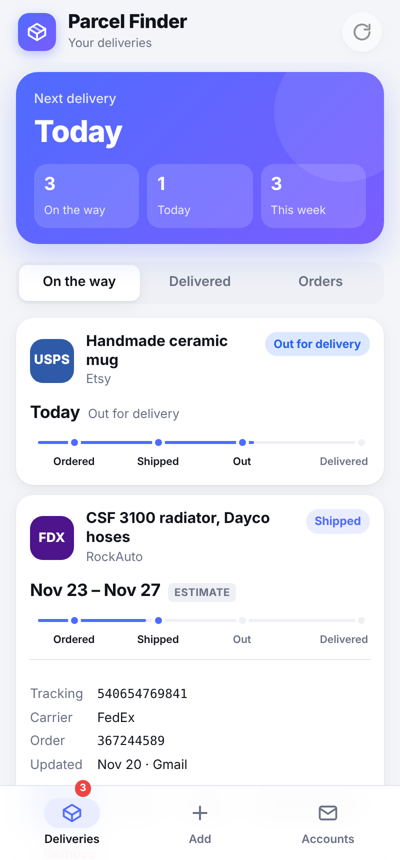 Parcel Finder
Your deliveries
Next delivery
Today
3
On the way
1
Today
3
This week
On the way
Delivered
Orders
USPS
Handmade ceramic
mug
Etsy
Out for delivery
Today Out for delivery
Ordered Shipped Out Delivered
FDX
CSF 3100 radiator, Dayco
hoses
RockAuto
Shipped
Nov 23 – Nov 27 ESTIMATE
Ordered Shipped Out Delivered
Tracking 540654769841
Carrier FedEx
Order 367244589
Updated Nov 20 · Gmail
3
Deliveries
Add
Accounts